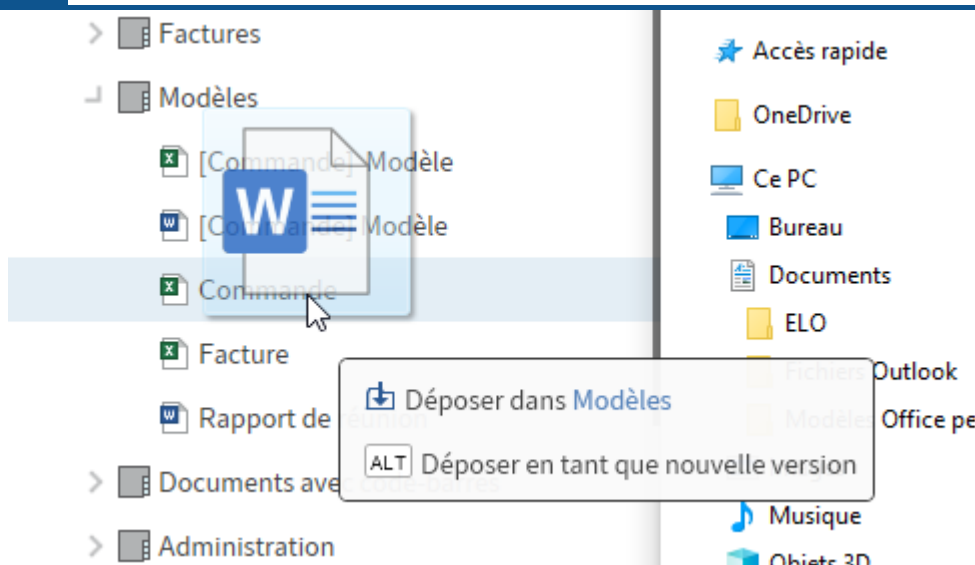 Factures
Modèles
[Commande] Modèle
W
[Commande] Modèle
Commande
Facture
Rapport de réunion
Documents avec code-barres
Administration
Déposer dans Modèles
ALT Déposer en tant que nouvelle version
Accès rapide
OneDrive
Ce PC
Bureau
Documents
ELO
Fichiers Outlook
Modèles Office pe
Musique
Objets 3D